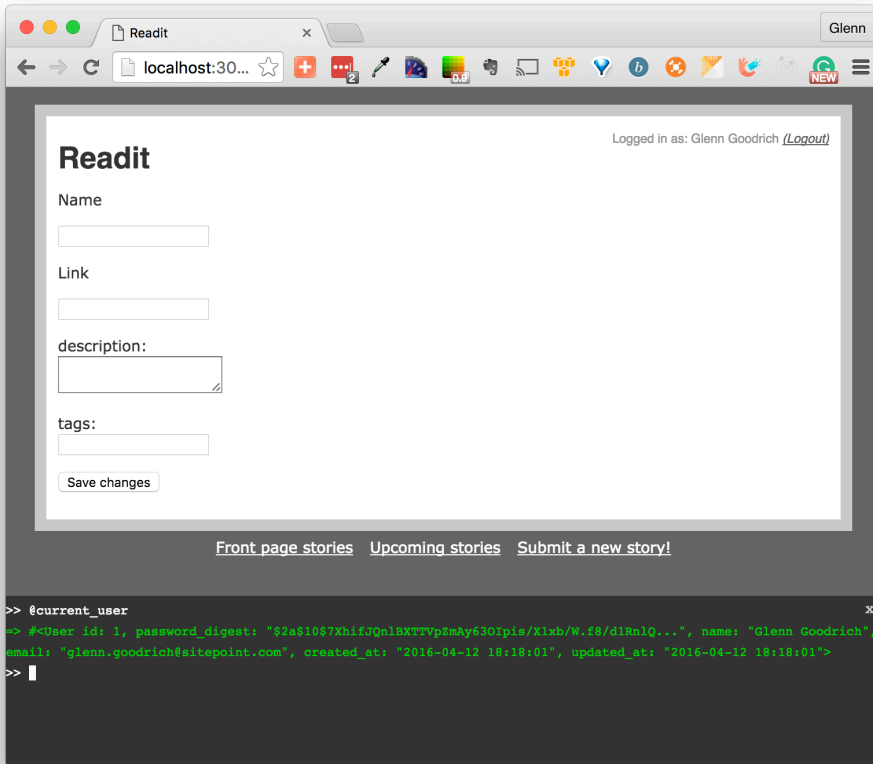 Readit
Glenn
localhost:30...
2
0.9
b
G
NEW
Logged in as: Glenn Goodrich (Logout)
Readit
Name
Link
description:
tags:
Save changes
Front page stories Upcoming stories Submit a new story!
>> @current_user x
=> #<User id: 1, password_digest: "$2a$10$7XhifJQnlBXTTVpZmAy63OIpis/X1xb/W.f8/d1RnlQ...", name: "Glenn Goodrich",
email: "glenn.goodrich@sitepoint.com", created_at: "2016-04-12 18:18:01", updated_at: "2016-04-12 18:18:01">
>>